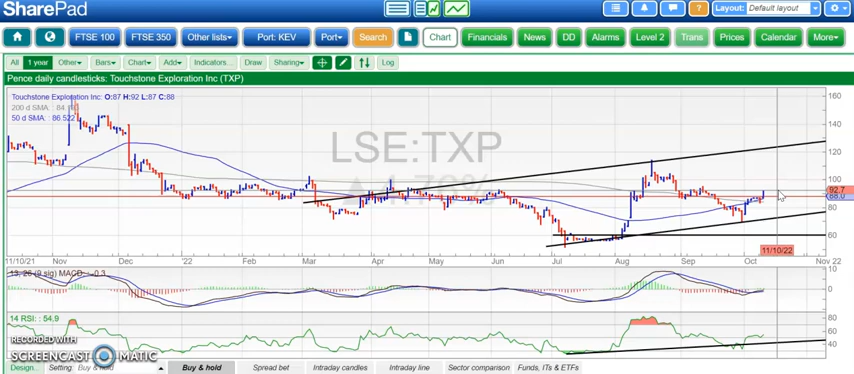 SharePad
Layout: Default layout
FTSE 100 FTSE 350 Other lists Port: KEV Port Search Chart Financials News DD Alarms Level 2 Trans Prices Calendar More
All 1 year Other Bars Chart Add Indicators... Draw Sharing Log
Pence daily candlesticks: Touchstone Exploration Inc (TXP)
Touchstone Exploration Inc: O:87 H:92 L:87 C:88
200 d SMA:
50 d SMA: 86.522
LSE:TXP
4.76%
160
140
120
100
92.7
88.0
80
60
11/10/22
11/10/21 Nov Dec '22 Feb Mar Apr May Jun Jul Aug Sep Oct Nov 22
26 (9 sig) MACD: -0.3
10
0
14 RSI: 54.9
80
60
40
RECORDED WITH
SCREENCAST MATIC
Design... Setting: Buy & hold Buy & hold Spread bet Intraday candles Intraday line Sector comparison Funds, ITs & ETFs